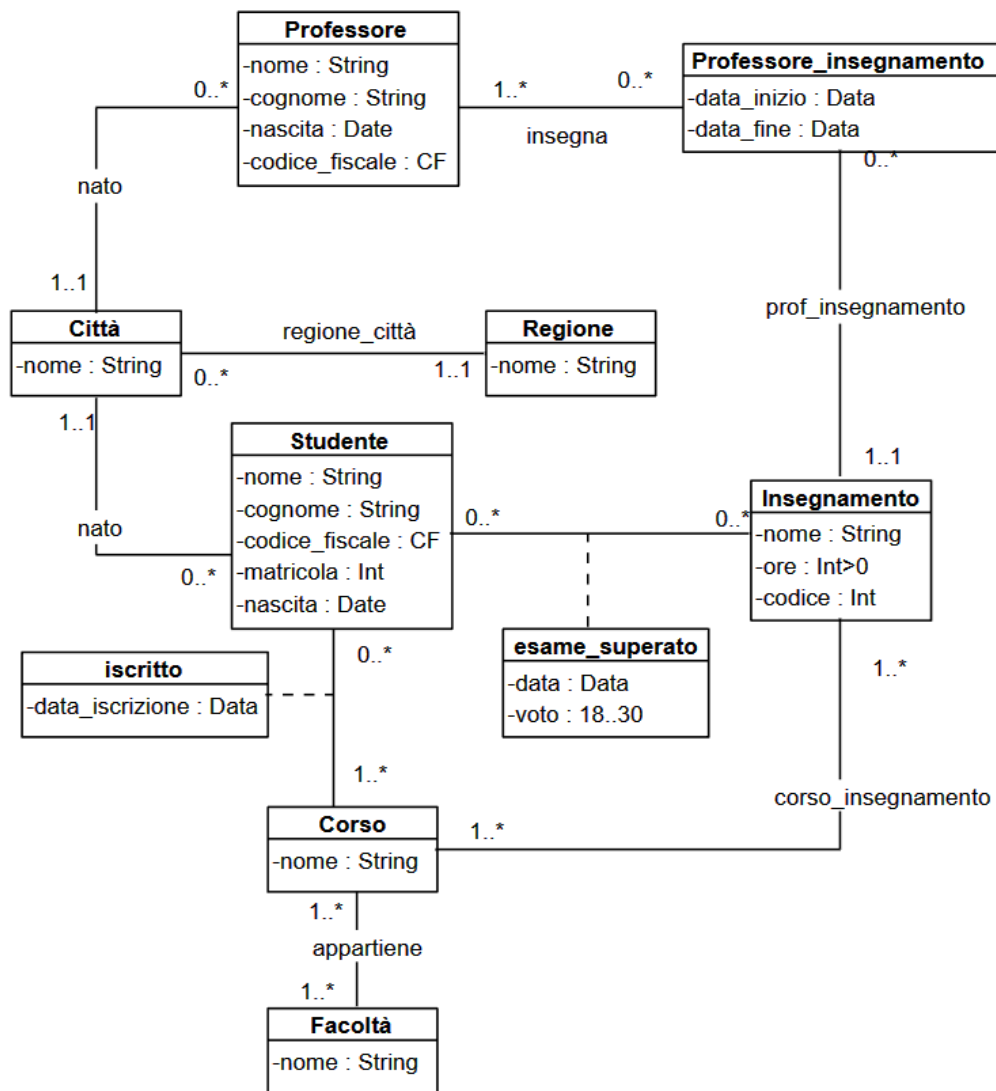 Professore
-nome : String
-cognome : String
-nascita : Date
-codice_fiscale : CF
0..*
1..*
0..*
insegna
Professore_insegnamento
-data_inizio : Data
-data_fine : Data
0..*
nato
1..1
prof_insegnamento
Città
-nome : String
regione_città
0..*
1..1
Regione
-nome : String
1..1
1..1
Studente
-nome : String
-cognome : String
-codice_fiscale : CF
-matricola : Int
-nascita : Date
nato
0..*
0..*
0..*
Insegnamento
-nome : String
-ore : Int>0
-codice : Int
0..*
iscritto
-data_iscrizione : Data
esame_superato
-data : Data
-voto : 18..30
1..*
1..*
corso_insegnamento
Corso
-nome : String
1..*
1..*
appartiene
1..*
Facoltà
-nome : String